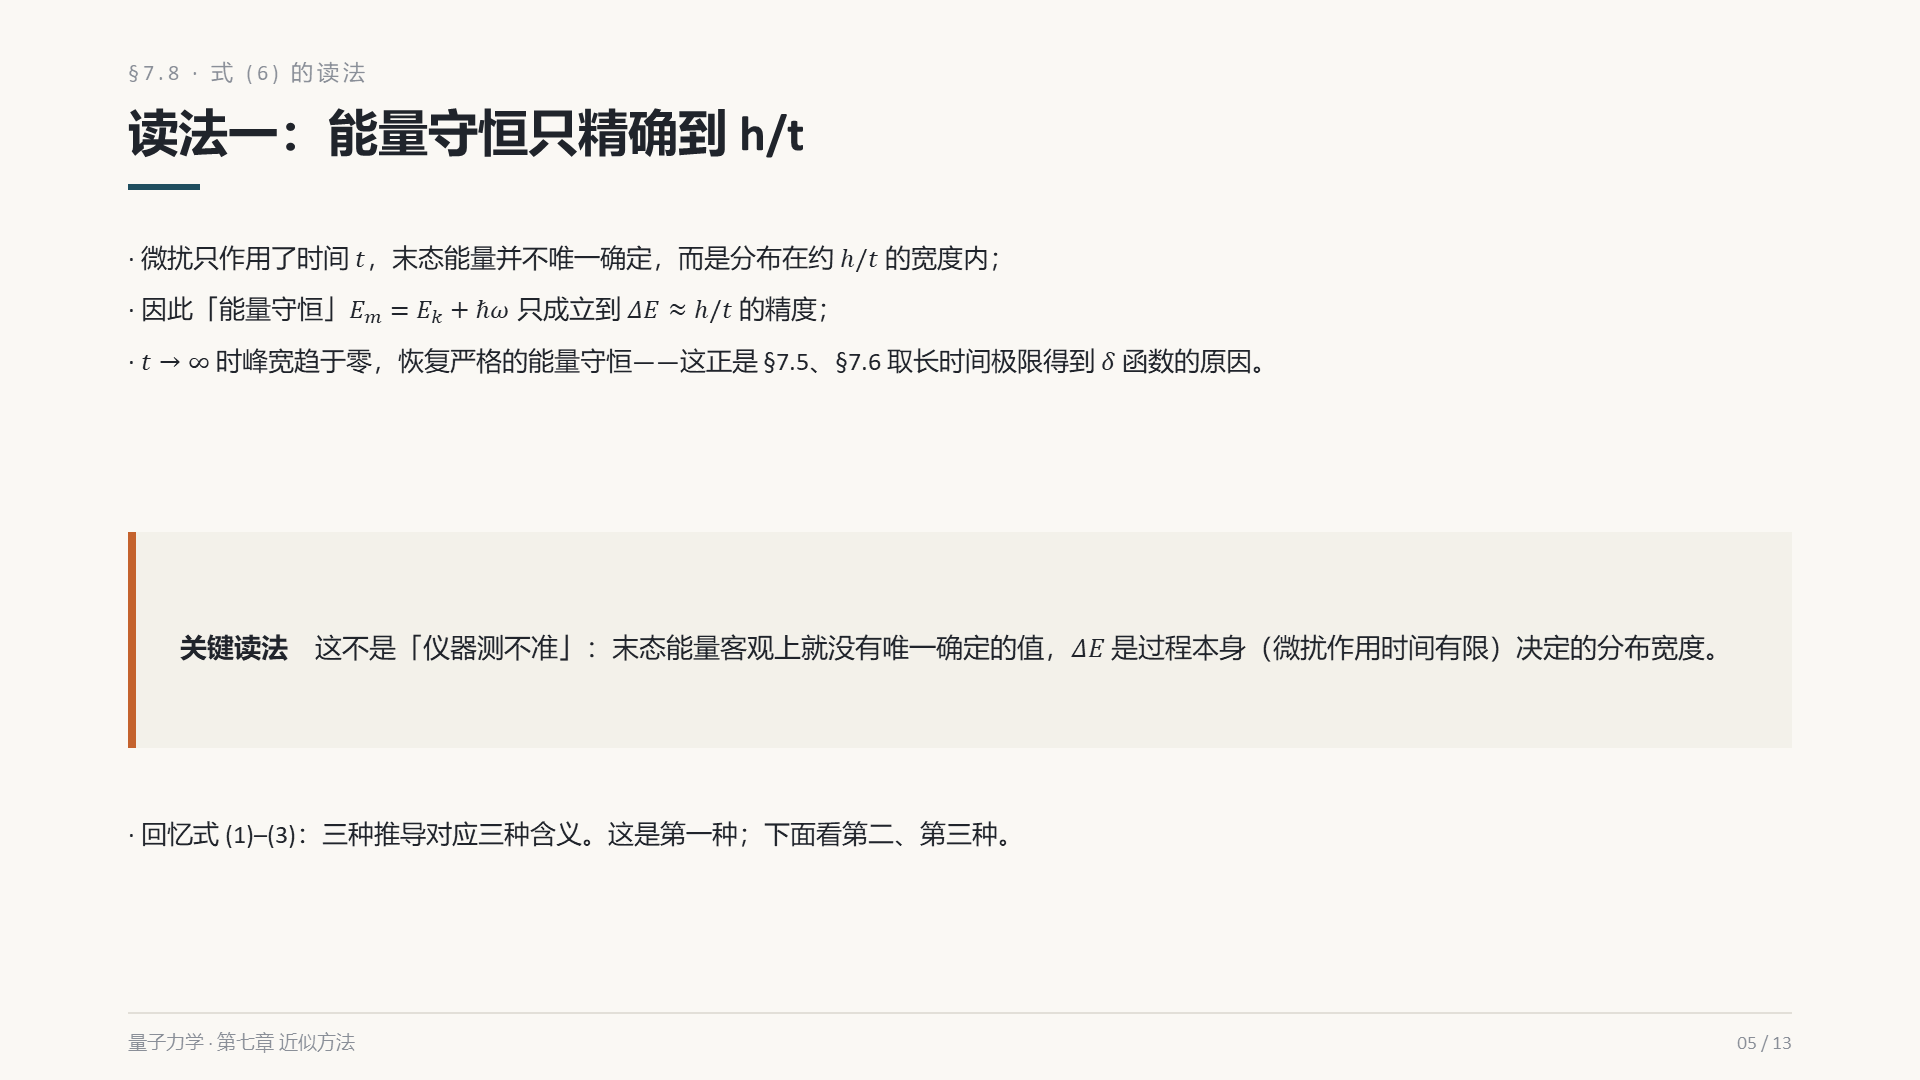 §7.8 · 式 (6) 的读法
读法一：能量守恒只精确到 h/t
· 微扰只作用了时间 t，末态能量并不唯一确定，而是分布在约 h/t 的宽度内；
· 因此「能量守恒」Eₘ = Eₖ + ℏω 只成立到 ΔE ≈ h/t 的精度；
· t → ∞ 时峰宽趋于零，恢复严格的能量守恒——这正是 §7.5、§7.6 取长时间极限得到 δ 函数的原因。
关键读法　这不是「仪器测不准」：末态能量客观上就没有唯一确定的值，ΔE 是过程本身（微扰作用时间有限）决定的分布宽度。
· 回忆式 (1)–(3)：三种推导对应三种含义。这是第一种；下面看第二、第三种。
量子力学 · 第七章 近似方法
05 / 13